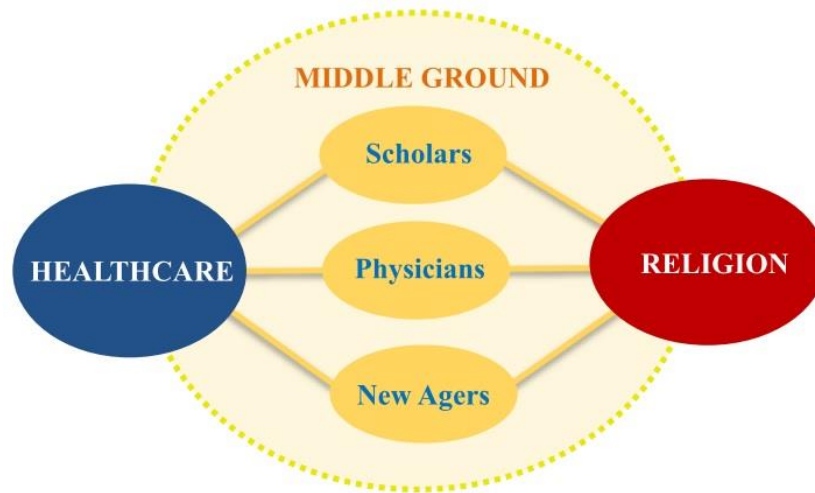 MIDDLE GROUND
Scholars
HEALTHCARE
Physicians
RELIGION
New Agers